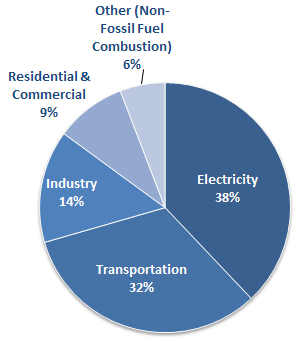 Other (Non-
Fossil Fuel
Combustion)
6%
Residential &
Commercial
9%
Industry
14%
Electricity
38%
Transportation
32%